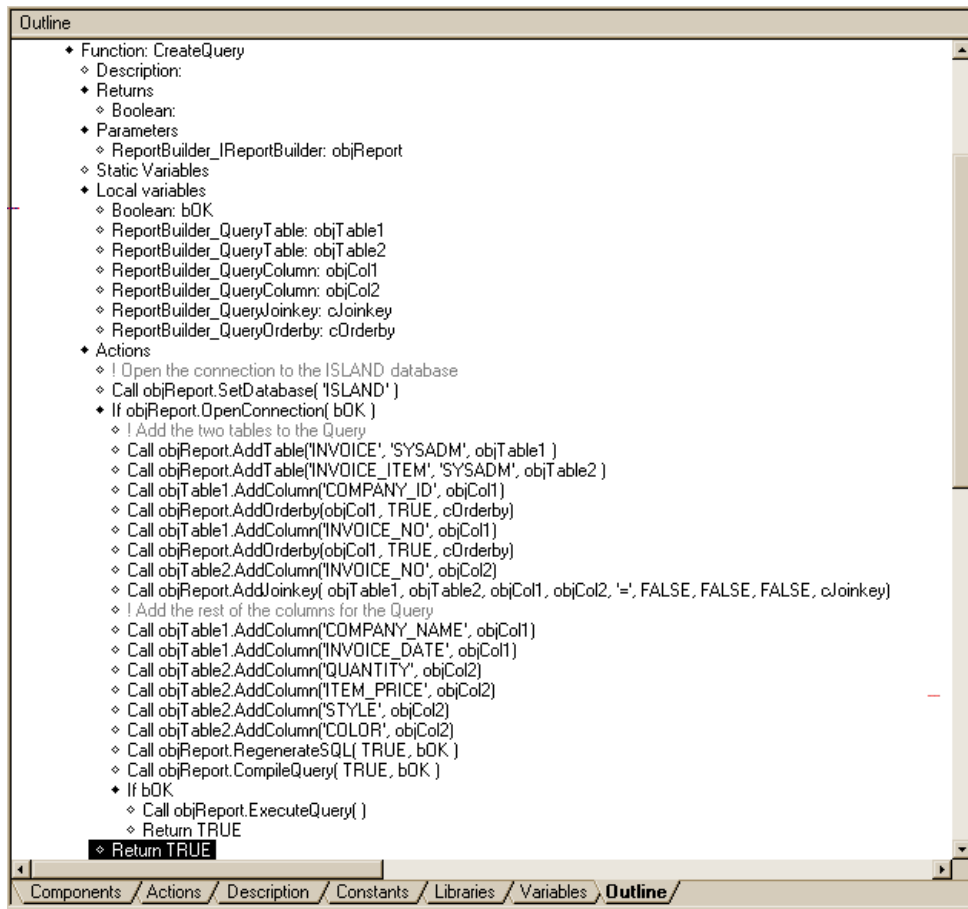 Outline
Function: CreateQuery
Description:
Returns
Boolean:
Parameters
ReportBuilder_IReportBuilder: objReport
Static Variables
Local variables
Boolean: bOK
ReportBuilder_QueryTable: objTable1
ReportBuilder_QueryTable: objTable2
ReportBuilder_QueryColumn: objCol1
ReportBuilder_QueryColumn: objCol2
ReportBuilder_QueryJoinkey: cJoinkey
ReportBuilder_QueryOrderby: cOrderby
Actions
! Open the connection to the ISLAND database
Call objReport.SetDatabase( 'ISLAND' )
If objReport.OpenConnection( bOK )
! Add the two tables to the Query
Call objReport.AddTable('INVOICE', 'SYSADM', objTable1 )
Call objReport.AddTable('INVOICE_ITEM', 'SYSADM', objTable2 )
Call objTable1.AddColumn('COMPANY_ID', objCol1)
Call objReport.AddOrderby(objCol1, TRUE, cOrderby)
Call objTable1.AddColumn('INVOICE_NO', objCol1)
Call objReport.AddOrderby(objCol1, TRUE, cOrderby)
Call objTable2.AddColumn('INVOICE_NO', objCol2)
Call objReport.AddJoinkey( objTable1, objTable2, objCol1, objCol2, '=', FALSE, FALSE, FALSE, cJoinkey)
! Add the rest of the columns for the Query
Call objTable1.AddColumn('COMPANY_NAME', objCol1)
Call objTable1.AddColumn('INVOICE_DATE', objCol1)
Call objTable2.AddColumn('QUANTITY', objCol2)
Call objTable2.AddColumn('ITEM_PRICE', objCol2)
Call objTable2.AddColumn('STYLE', objCol2)
Call objTable2.AddColumn('COLOR', objCol2)
Call objReport.RegenerateSQL( TRUE, bOK )
Call objReport.CompileQuery( TRUE, bOK )
If bOK
Call objReport.ExecuteQuery( )
Return TRUE
Return TRUE
Components Actions Description Constants Libraries Variables Outline